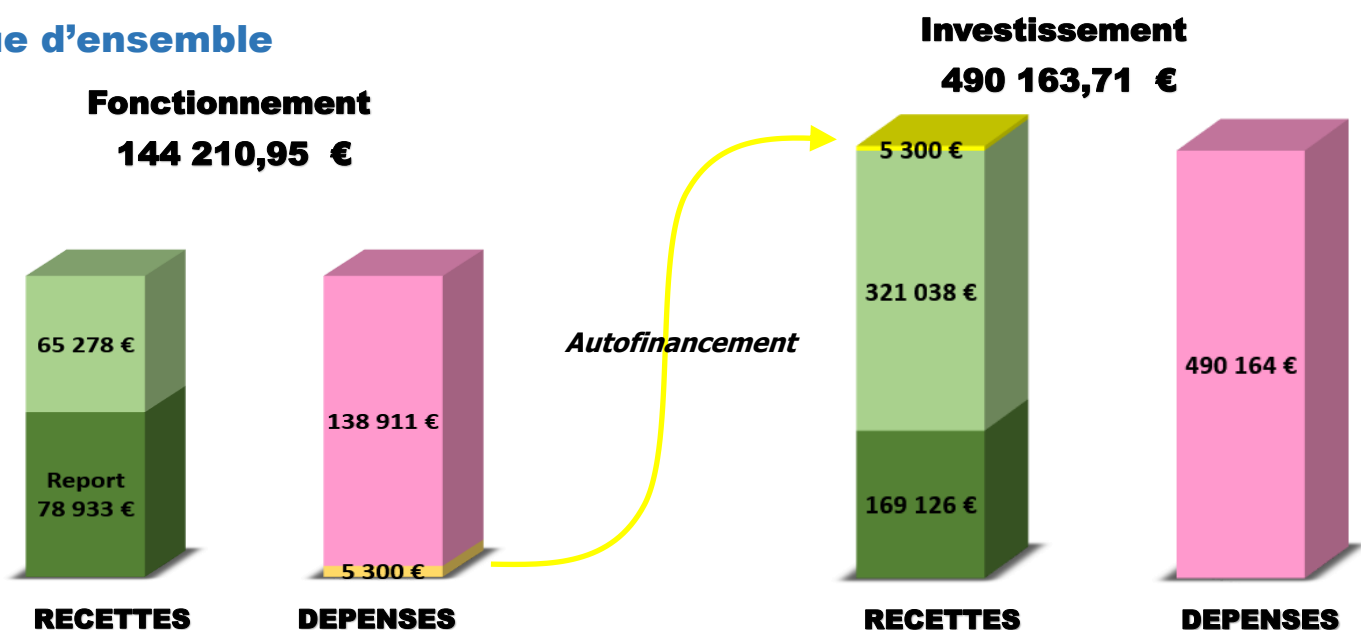 ue d’ensemble
Fonctionnement
144 210,95 €
65 278 €
Report
78 933 €
RECETTES
138 911 €
5 300 €
DEPENSES
Autofinancement
Investissement
490 163,71 €
5 300 €
321 038 €
169 126 €
RECETTES
490 164 €
DEPENSES